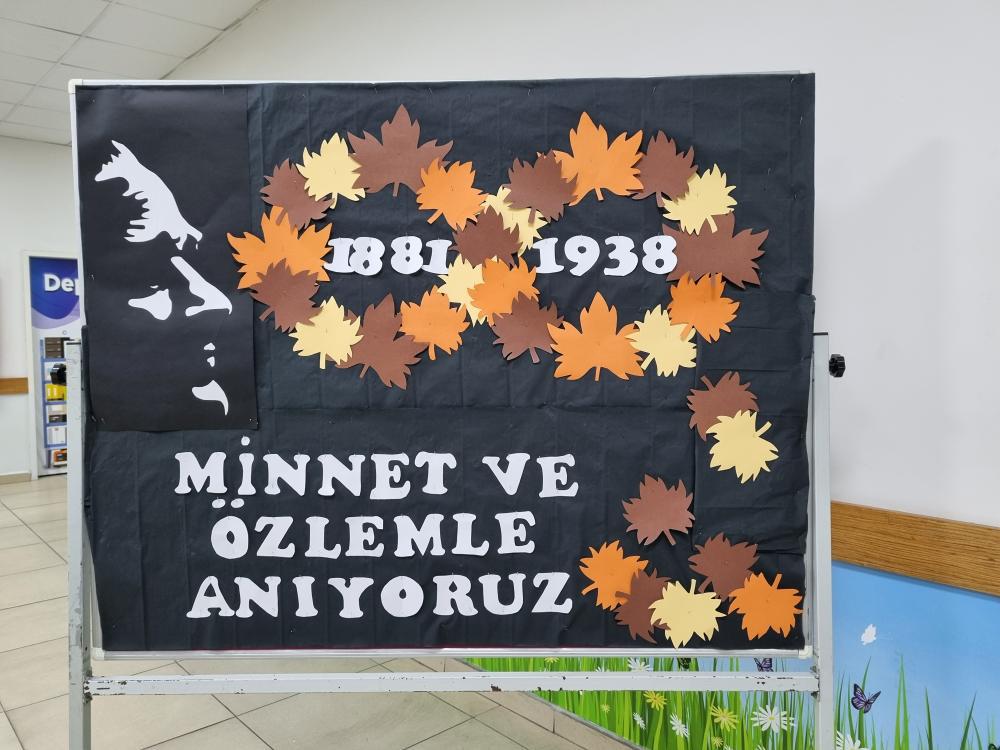 1881 1938
MİNNET VE
ÖZLEMLE
ANIYORUZ